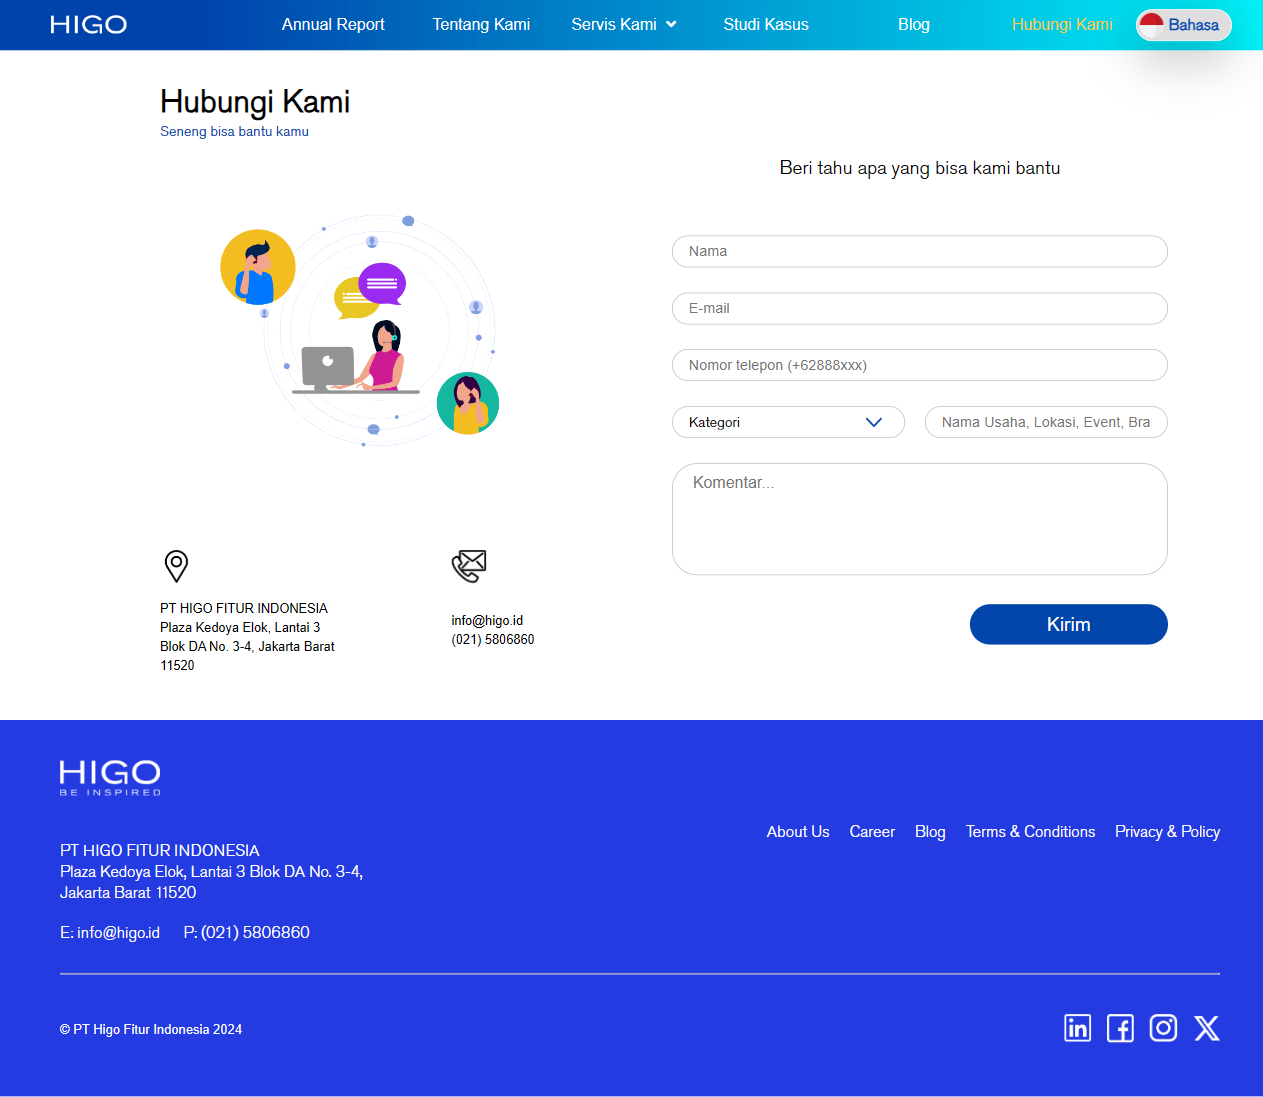 HIGO
Annual Report
Tentang Kami
Servis Kami
Studi Kasus
Blog
Hubungi Kami
Bahasa
Hubungi Kami
Seneng bisa bantu kamu
Beri tahu apa yang bisa kami bantu
Nama
E-mail
Nomor telepon (+62888xxx)
Kategori
Nama Usaha, Lokasi, Event, Bra
Komentar...
Kirim
PT HIGO FITUR INDONESIA
Plaza Kedoya Elok, Lantai 3
Blok DA No. 3-4, Jakarta Barat
11520
info@higo.id
(021) 5806860
HIGO
BE INSPIRED
PT HIGO FITUR INDONESIA
Plaza Kedoya Elok, Lantai 3 Blok DA No. 3-4,
Jakarta Barat 11520
E: info@higo.id P: (021) 5806860
About Us
Career
Blog
Terms & Conditions
Privacy & Policy
© PT Higo Fitur Indonesia 2024